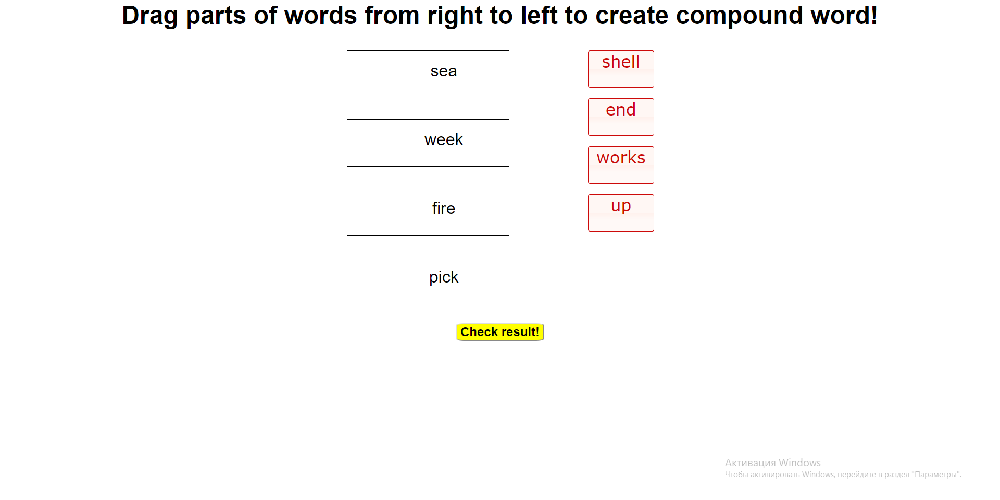 Drag parts of words from right to left to create compound word!
sea
week
fire
pick
shell
end
works
up
Check result!
Активация Windows
Чтобы активировать Windows, перейдите в раздел "Параметры".